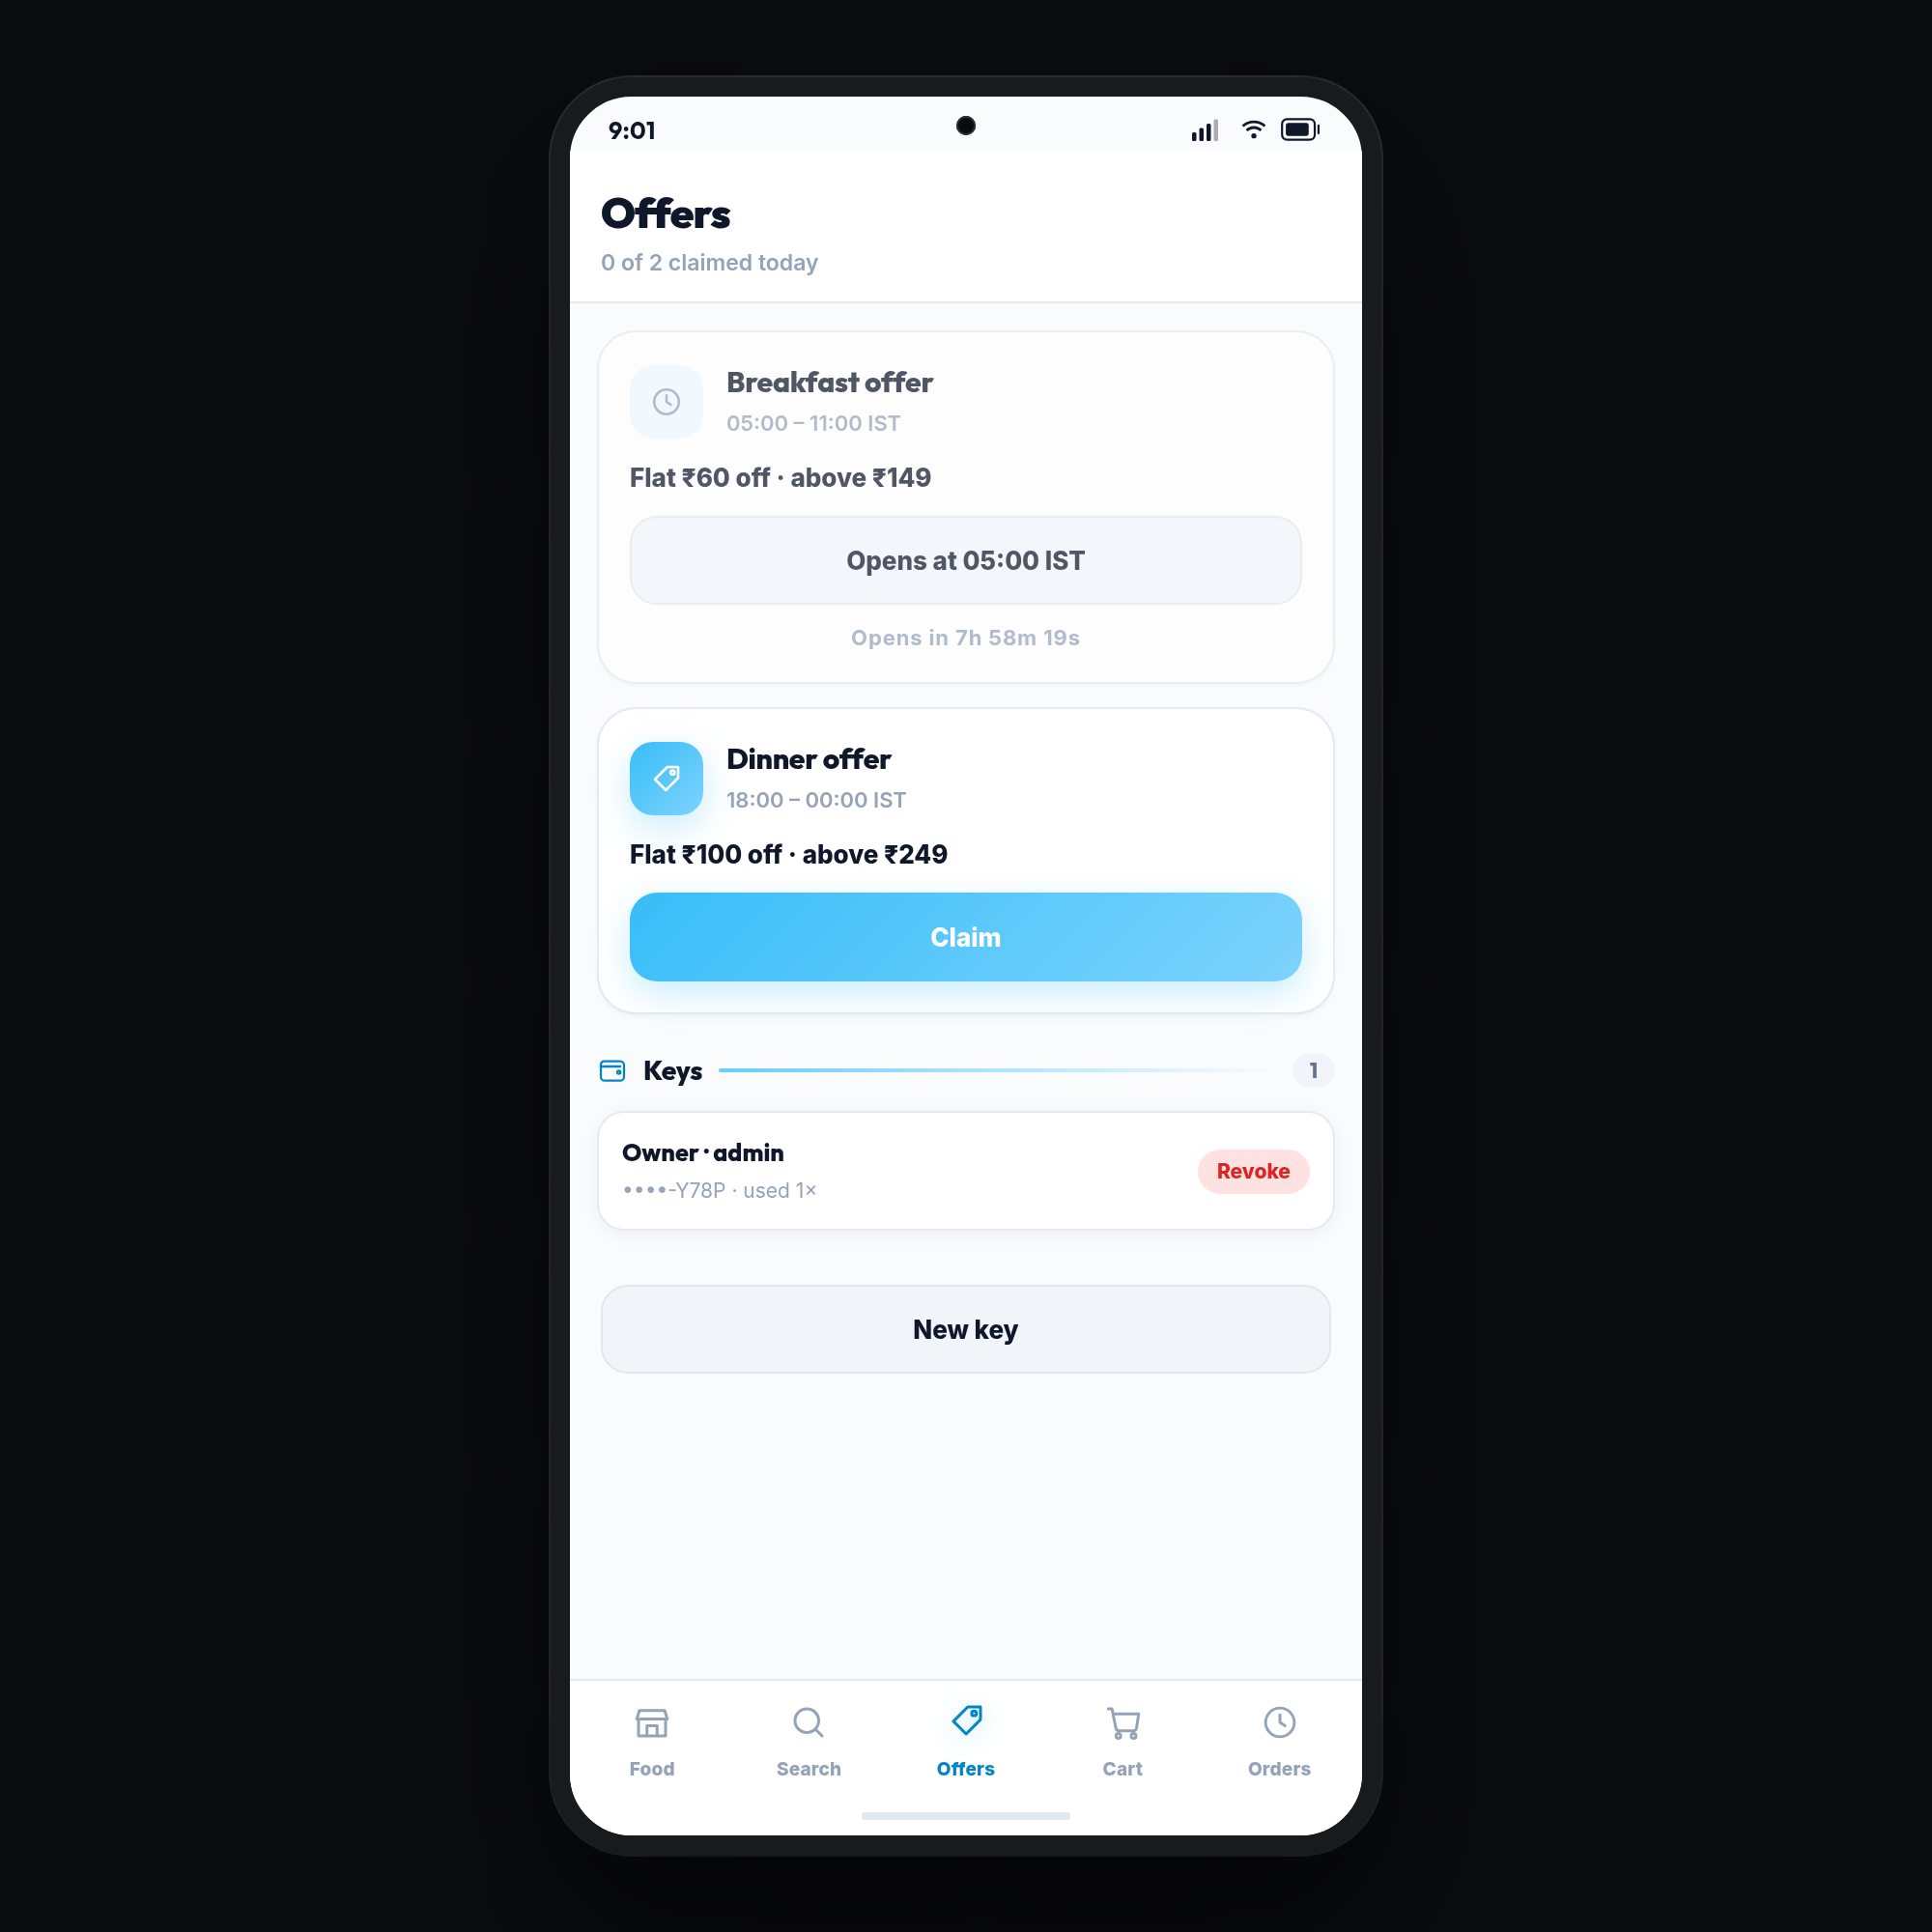 9:01
Offers
0 of 2 claimed today
Breakfast offer
05:00 – 11:00 IST
Flat ₹60 off · above ₹149
Opens at 05:00 IST
Opens in 7h 58m 19s
Dinner offer
18:00 – 00:00 IST
Flat ₹100 off · above ₹249
Claim
Keys
1
Owner · admin
••••-Y78P · used 1×
Revoke
New key
Food
Search
Offers
Cart
Orders